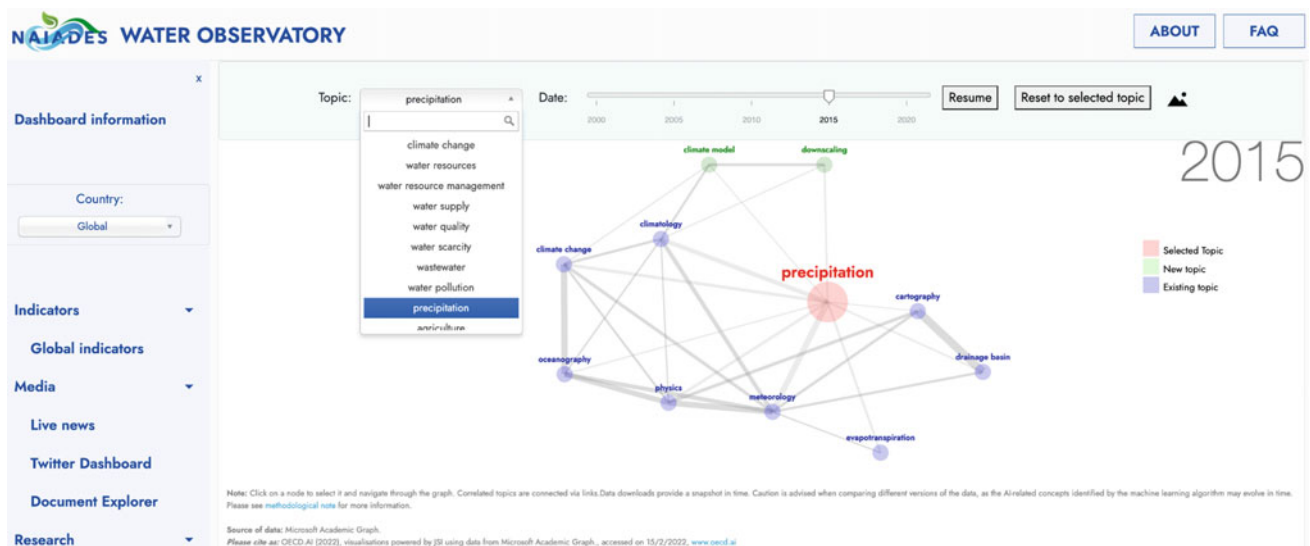 NAIADES WATER OBSERVATORY
ABOUT
FAQ
x
Dashboard information
Country:
Global
Indicators
Global indicators
Media
Live news
Twitter Dashboard
Document Explorer
Research
Topic:
precipitation
climate change
water resources
water resource management
water supply
water quality
water scarcity
wastewater
water pollution
precipitation
agriculture
Date:
2000 2005 2010 2015 2020
Resume
Reset to selected topic
2015
climate model
downscaling
climatology
climate change
precipitation
cartography
oceanography
drainage basin
physics
meteorology
evapotranspiration
Selected Topic
New topic
Existing topic
Note: Click on a node to select it and navigate through the graph. Correlated topics are connected via links.Data downloads provide a snapshot in time. Caution is advised when comparing different versions of the data, as the AI-related concepts identified by the machine learning algorithm may evolve in time.
Please see methodological note for more information.
Source of data: Microsoft Academic Graph.
Please cite as: OECD.AI (2022), visualisations powered by JSI using data from Microsoft Academic Graph., accessed on 15/2/2022, www.oecd.ai